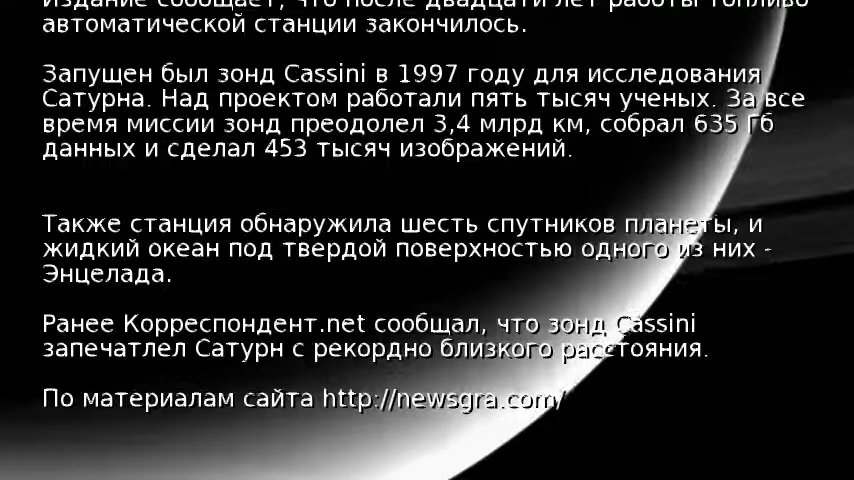 Издание сообщает, что после двадцати лет работы топливо
автоматической станции закончилось.
Запущен был зонд Cassini в 1997 году для исследования
Сатурна. Над проектом работали пять тысяч ученых. За все
время миссии зонд преодолел 3,4 млрд км, собрал 635 Гб
данных и сделал 453 тысяч изображений.
Также станция обнаружила шесть спутников планеты, и
жидкий океан под твердой поверхностью одного из них -
Энцелада.
Ранее Корреспондент.net сообщал, что зонд Cassini
запечатлел Сатурн с рекордно близкого расстояния.
По материалам сайта http://newsgra.com/